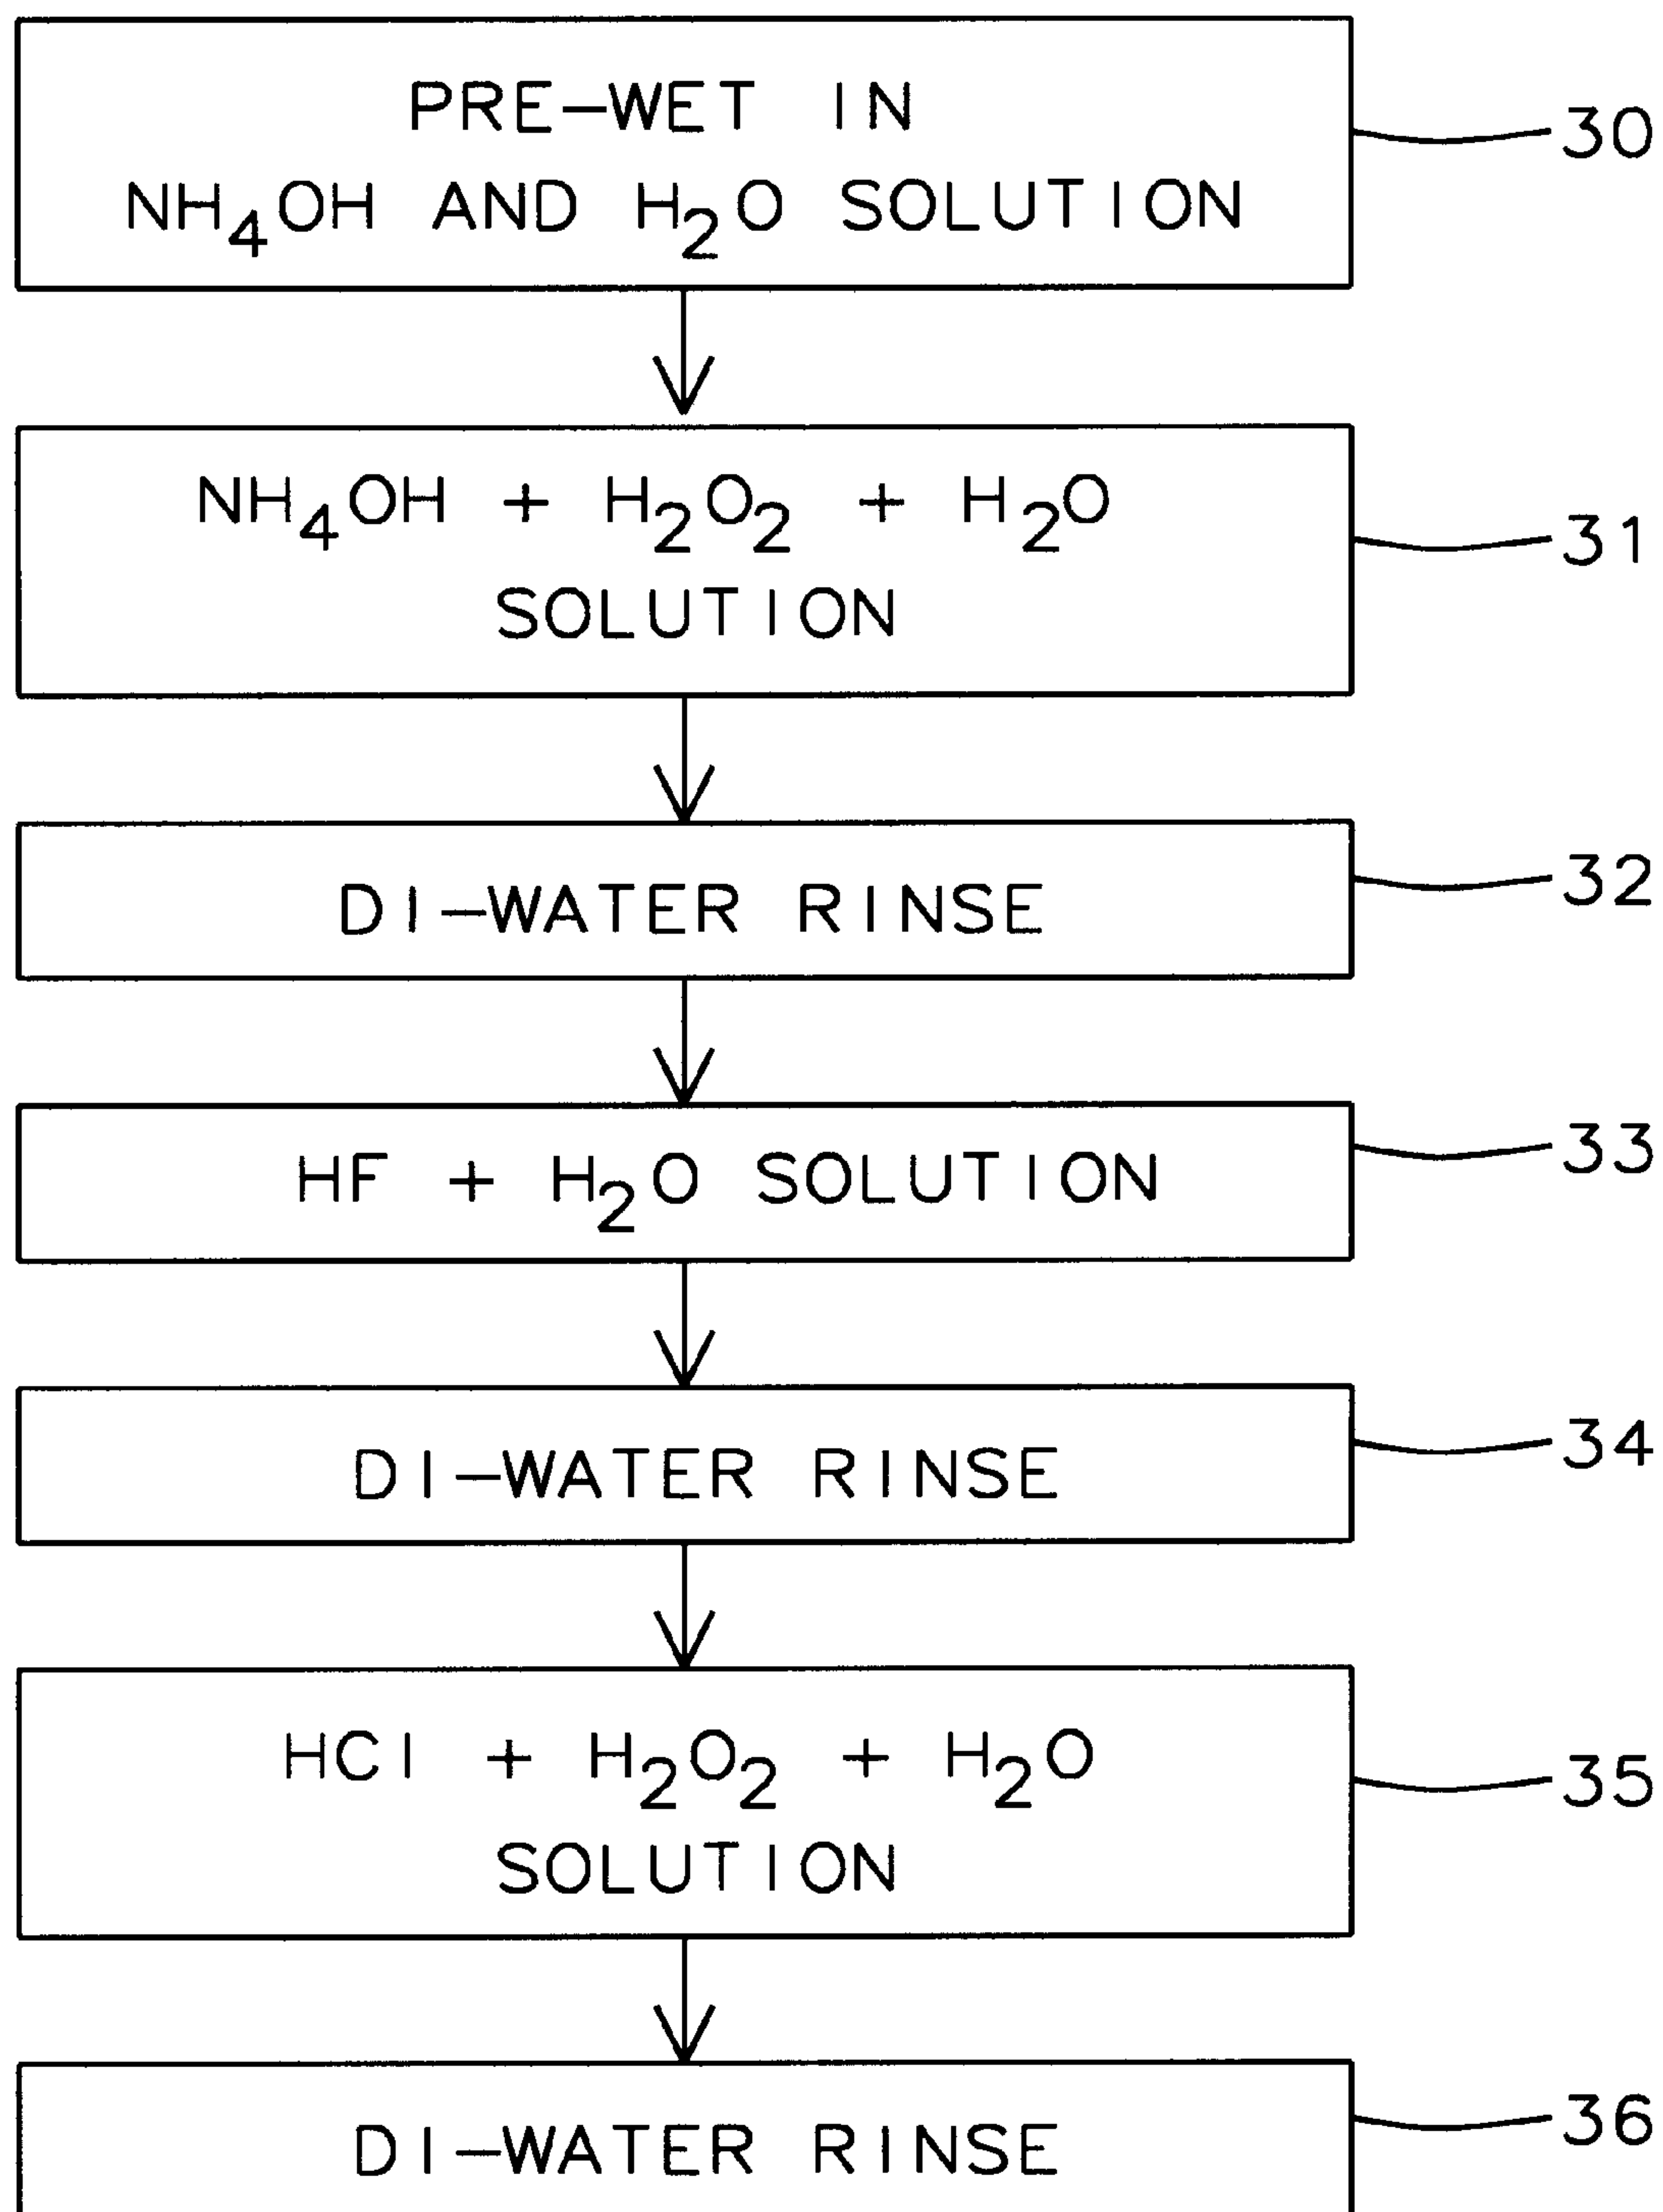 PRE-WET IN
NH4OH AND H2O SOLUTION
30
NH4OH + H2O2 + H2O
SOLUTION
31
DI-WATER RINSE
32
HF + H2O SOLUTION
33
DI-WATER RINSE
34
HCl + H2O2 + H2O
SOLUTION
35
DI-WATER RINSE
36